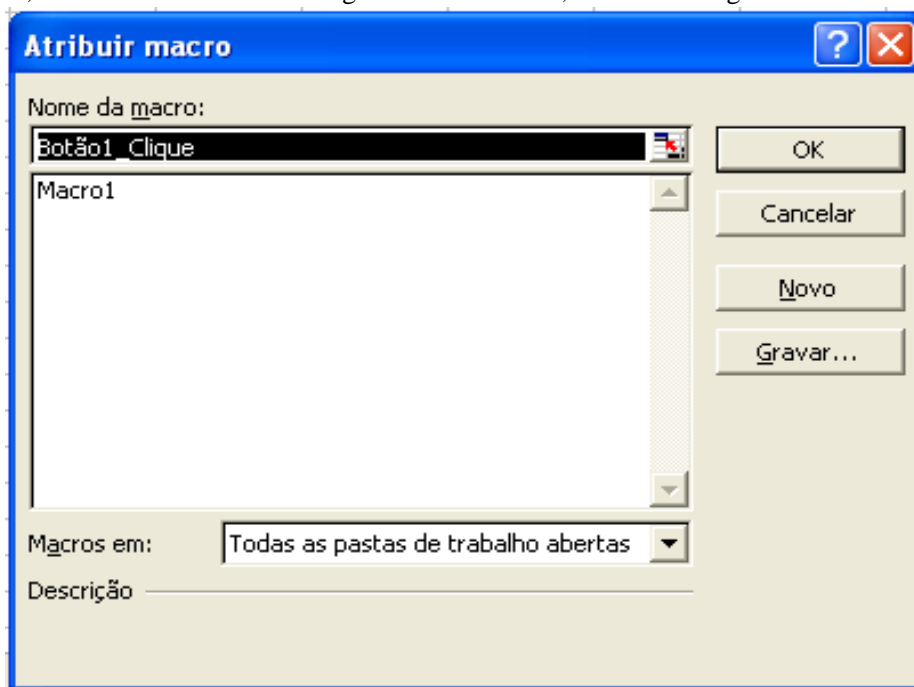 Atribuir macro
Nome da macro:
Botão1_Clique
OK
Macro1
Cancelar
Novo
Gravar...
Macros em:
Todas as pastas de trabalho abertas
Descrição